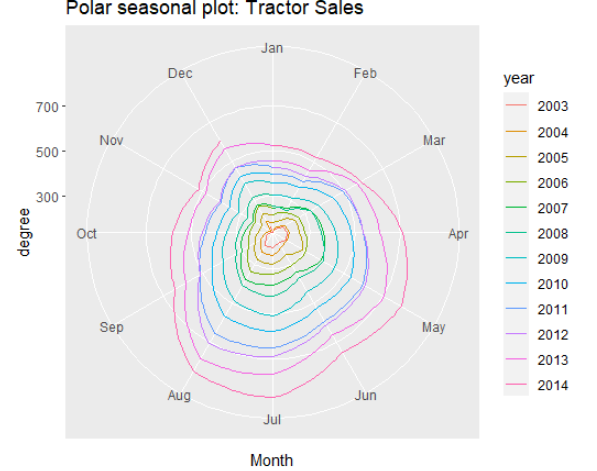 Polar seasonal plot: Tractor Sales
Jan
Dec
Feb
year
2003
700
2004
Nov
Mar
500
2005
2006
300
2007
degree
Oct
Apr
2008
2009
2010
2011
Sep
May
2012
2013
Aug
Jun
2014
Jul
Month